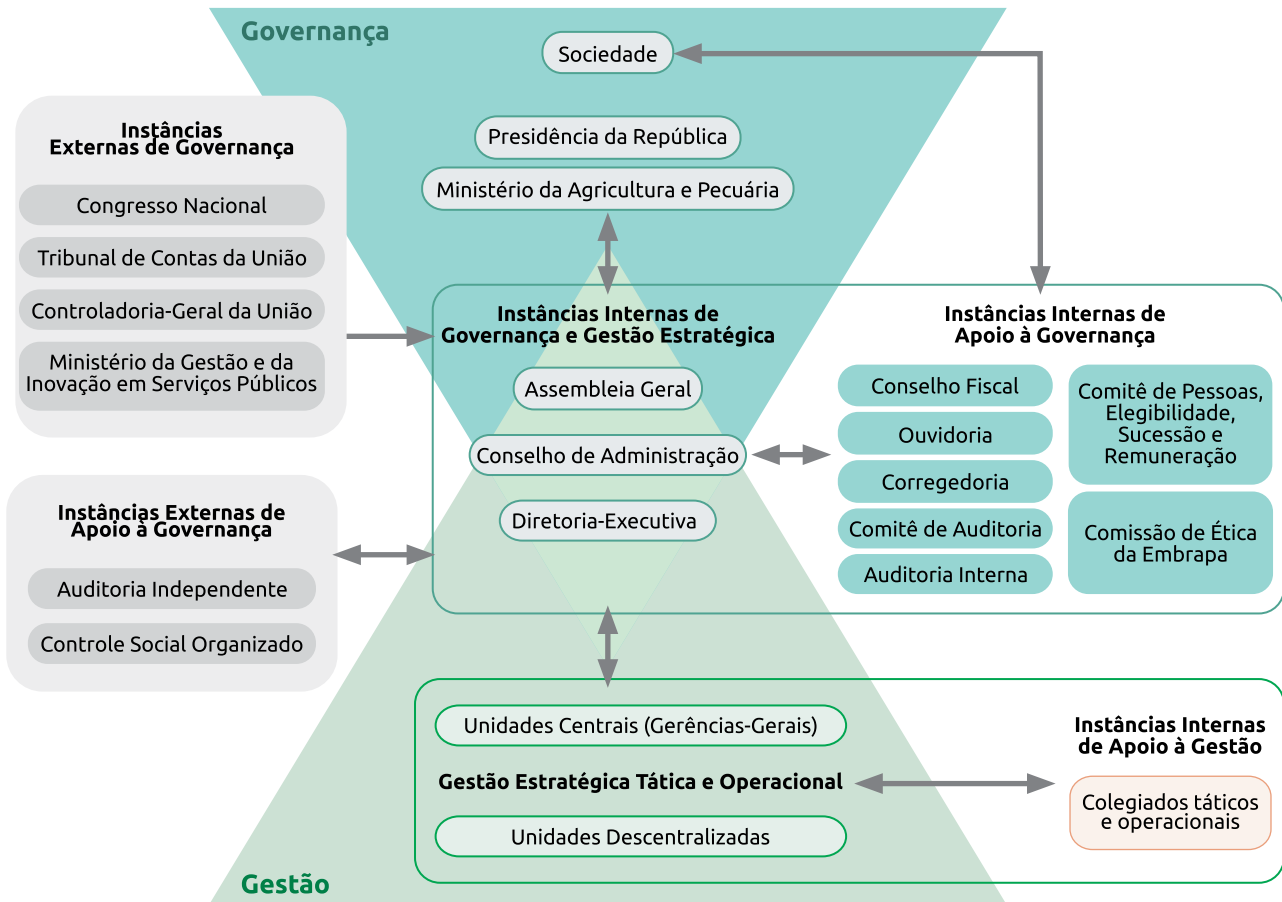 Governança
Sociedade
Presidência da República
Ministério da Agricultura e Pecuária
Instâncias
Externas de Governança
Congresso Nacional
Tribunal de Contas da União
Controladoria-Geral da União
Ministério da Gestão e da
Inovação em Serviços Públicos
Instâncias Externas de
Apoio à Governança
Auditoria Independente
Controle Social Organizado
Instâncias Internas de
Governança e Gestão Estratégica
Assembleia Geral
Conselho de Administração
Diretoria-Executiva
Instâncias Internas de
Apoio à Governança
Conselho Fiscal
Ouvidoria
Corregedoria
Comitê de Auditoria
Auditoria Interna
Comitê de Pessoas,
Elegibilidade,
Sucessão e
Remuneração
Comissão de Ética
da Embrapa
Unidades Centrais (Gerências-Gerais)
Gestão Estratégica Tática e Operacional
Unidades Descentralizadas
Instâncias Internas
de Apoio à Gestão
Colegiados táticos
e operacionais
Gestão